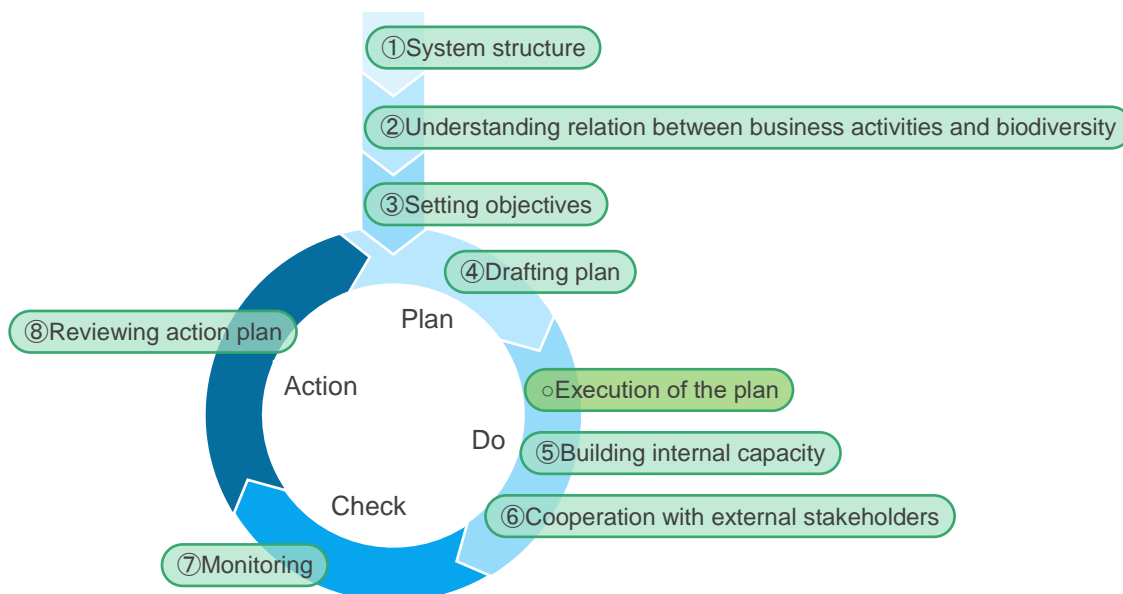 ①System structure
②Understanding relation between business activities and biodiversity
③Setting objectives
④Drafting plan
Plan
⑧Reviewing action plan
Action
○Execution of the plan
Do
⑤Building internal capacity
Check
⑥Cooperation with external stakeholders
⑦Monitoring